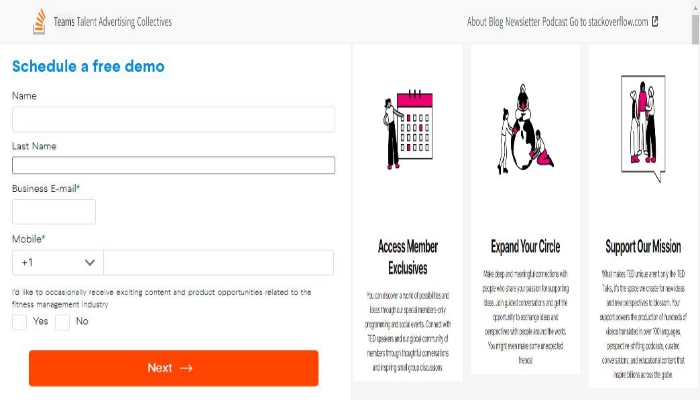 Teams Talent Advertising Collectives
About Blog Newsletter Podcast Go to stackoverflow.com
Schedule a free demo
Name
Last Name
Business E-mail*
Mobile*
+1
I'd like to occasionally receive exciting content and product opportunities related to the
fitness management industry
Yes No
Next →
Access Member
Exclusives
You can discover a world of possibilities and
ideas through our special members-only
programming and social events. Connect with
TED speakers and our global community of
members through thoughtful conversations
and inspiring small group discussions.
Expand Your Circle
Make deep and meaningful connections with
people who share your passion for supporting
ideas. Join guided conversations and get the
opportunity to exchange ideas and
perspectives with people around the world.
You might even make some unexpected
friends!
Support Our Mission
What makes TED unique aren't only the TED
Talks, it's the space we create for new ideas
and new perspectives to blossom. Your
support powers the production of hundreds of
videos translated in over 100 languages,
perspective-shifting podcasts, curated
conversations, and educational content that
inspire billions across the globe.